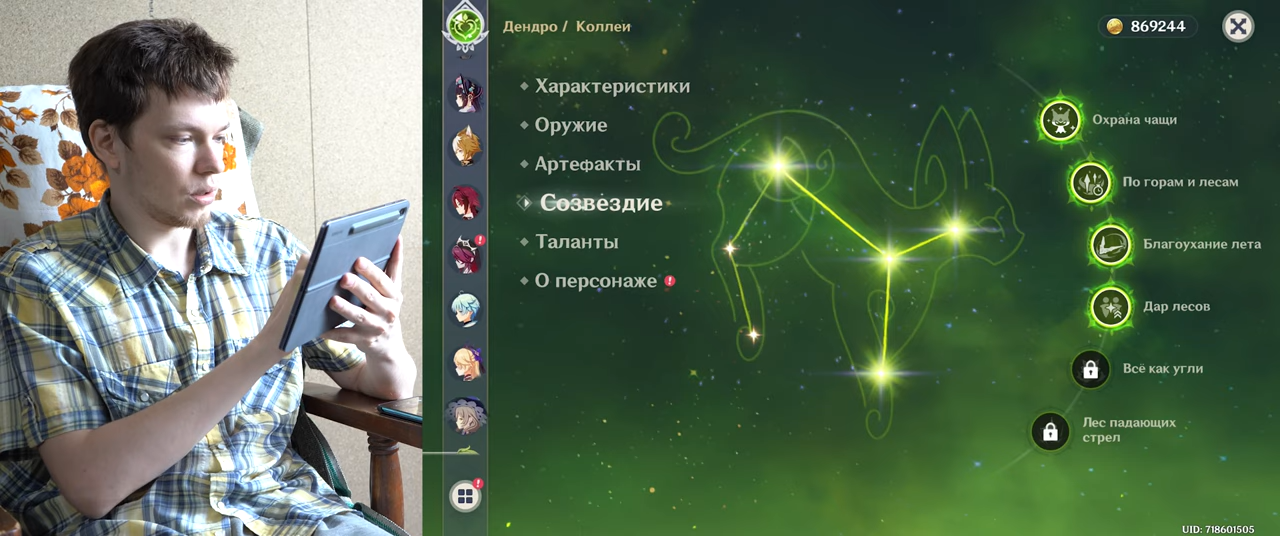 Дендро / Коллеи
869244
Характеристики
Оружие
Артефакты
Созвездие
Таланты
О персонаже
Охрана чащи
По горам и лесам
Благоухание лета
Дар лесов
Всё как угли
Лес падающих
стрел
UID: 718601505